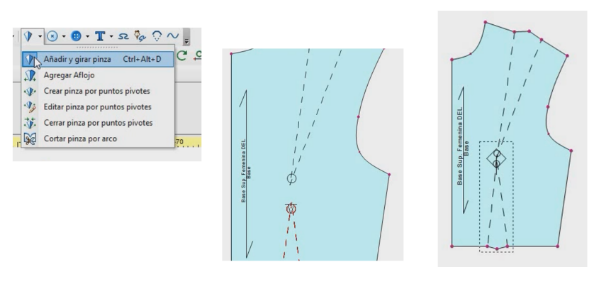 T
Añadir y girar pinza Ctrl+Alt+D
Agregar Aflojo
Crear pinza por puntos pivotes
Editar pinza por puntos pivotes
Cerrar pinza por puntos pivotes
Cortar pinza por arco
70
Base Sup. Femenina DEL
Base
Base Sup. Femenina DEL
Base